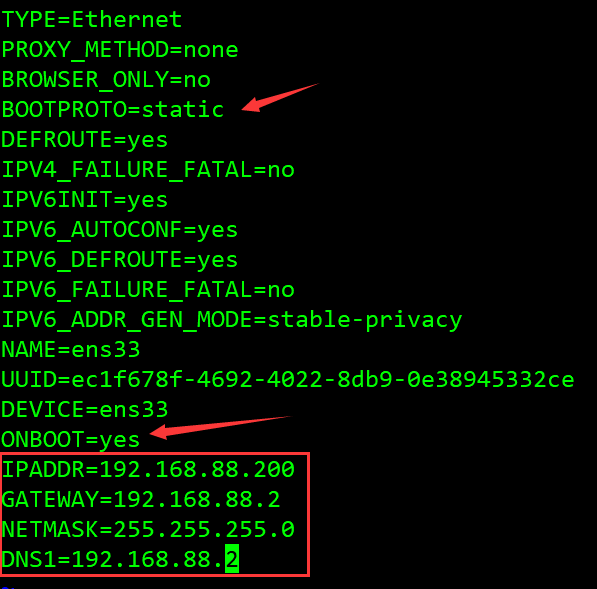 TYPE=Ethernet
PROXY_METHOD=none
BROWSER_ONLY=no
BOOTPROTO=static
DEFROUTE=yes
IPV4_FAILURE_FATAL=no
IPV6INIT=yes
IPV6_AUTOCONF=yes
IPV6_DEFROUTE=yes
IPV6_FAILURE_FATAL=no
IPV6_ADDR_GEN_MODE=stable-privacy
NAME=ens33
UUID=ec1f678f-4692-4022-8db9-0e38945332ce
DEVICE=ens33
ONBOOT=yes
IPADDR=192.168.88.200
GATEWAY=192.168.88.2
NETMASK=255.255.255.0
DNS1=192.168.88.2